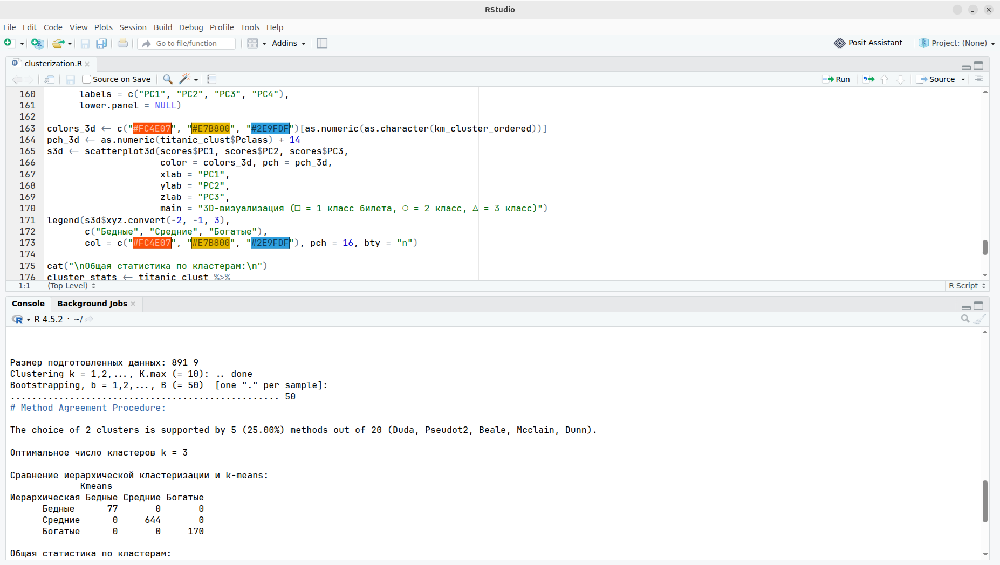 RStudio
File Edit Code View Plots Session Build Debug Profile Tools Help
Go to file/function
Addins
Posit Assistant
Project: (None)
clusterization.R
Source on Save
Run
Source
160 labels = c("PC1", "PC2", "PC3", "PC4"),
161 lower.panel = NULL)
162
163 colors_3d <- c("#FC4E07", "#E7B800", "#2E9FDF")[as.numeric(as.character(km_cluster_ordered))]
164 pch_3d <- as.numeric(titanic_clust$Pclass) + 14
165 s3d <- scatterplot3d(scores$PC1, scores$PC2, scores$PC3,
166 color = colors_3d, pch = pch_3d,
167 xlab = "PC1",
168 ylab = "PC2",
169 zlab = "PC3",
170 main = "3D-визуализация (□ = 1 класс билета, ○ = 2 класс, △ = 3 класс)")
171 legend(s3d$xyz.convert(-2, -1, 3),
172 c("Бедные", "Средние", "Богатые"),
173 col = c("#FC4E07", "#E7B800", "#2E9FDF"), pch = 16, bty = "n")
174
175 cat("\nОбщая статистика по кластерам:\n")
176 cluster_stats <- titanic_clust %>%
1:1 (Top Level) R Script
Console Background Jobs
R 4.5.2 · ~/
Размер подготовленных данных: 891 9
Clustering k = 1,2,..., K.max (= 10): .. done
Bootstrapping, b = 1,2,..., B (= 50) [one "." per sample]:
.................................................. 50
# Method Agreement Procedure:
The choice of 2 clusters is supported by 5 (25.00%) methods out of 20 (Duda, Pseudot2, Beale, Mcclain, Dunn).
Оптимальное число кластеров k = 3
Сравнение иерархической кластеризации и k-means:
Kmeans
Иерархическая Бедные Средние Богатые
Бедные 77 0 0
Средние 0 644 0
Богатые 0 0 170
Общая статистика по кластерам: